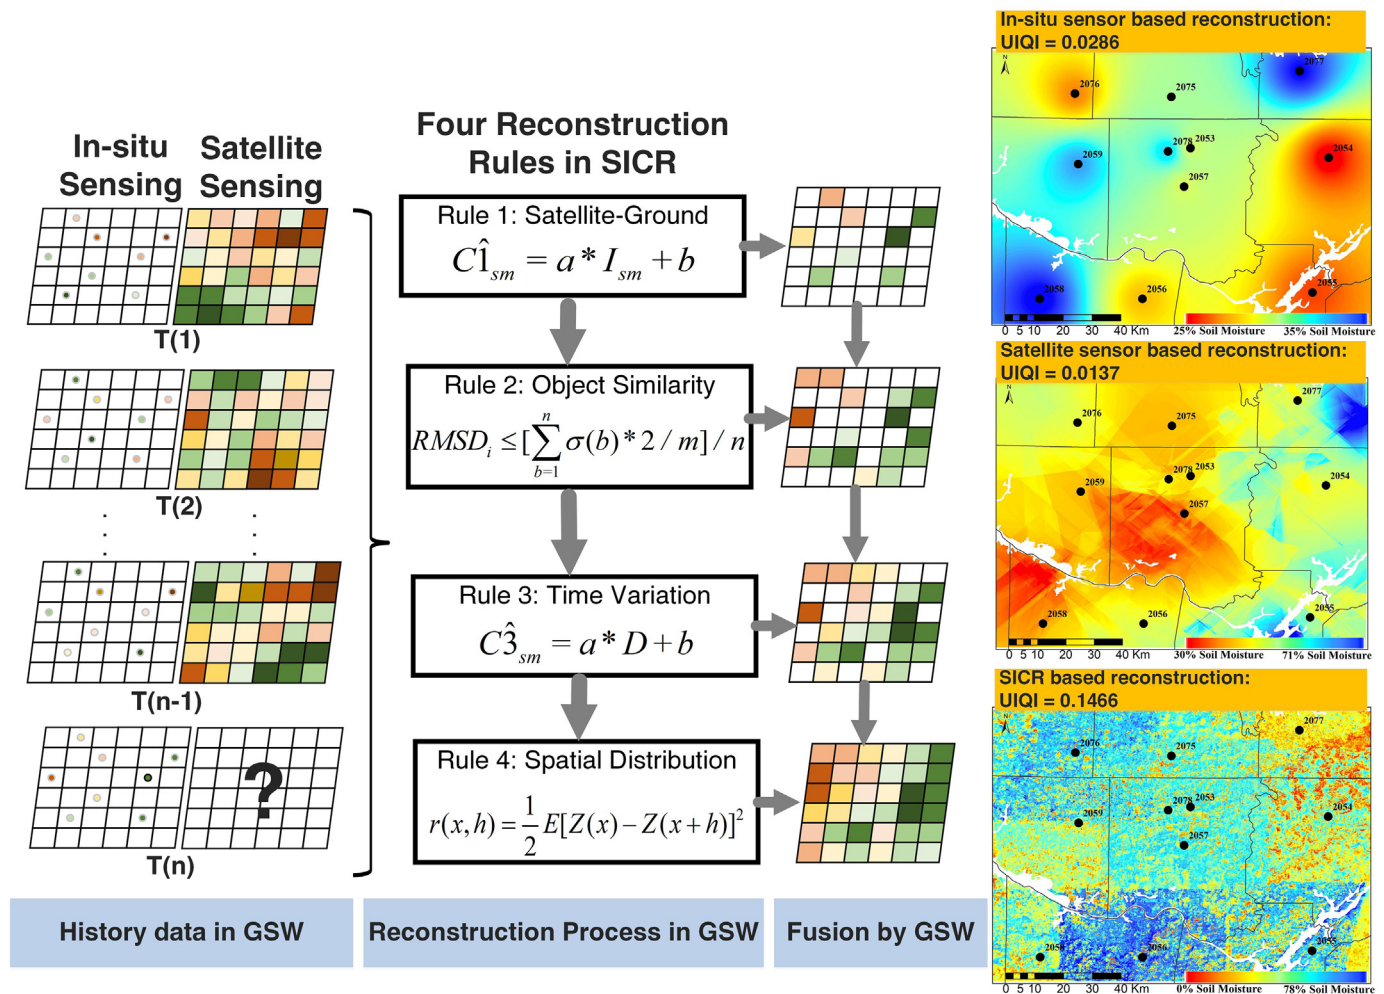 In-situ
Sensing
Satellite
Sensing
T(1)
T(2)
T(n-1)
?
T(n)
History data in GSW
Four Reconstruction
Rules in SICR
Rule 1: Satellite-Ground
Ĉ1sm = a * Ism + b
Rule 2: Object Similarity
RMSDi ≤ [∑_{b=1}^{n} σ(b) * 2 / m] / n
Rule 3: Time Variation
Ĉ3sm = a * D + b
Rule 4: Spatial Distribution
r(x,h) = 1/2 E[Z(x) − Z(x+h)]²
Reconstruction Process in GSW
Fusion by GSW
In-situ sensor based reconstruction:
UIQI = 0.0286
N
2077
2076
2075
2078
2053
2059
2054
2057
2058
2056
2055
0 5 10 20 40 Km
25% Soil Moisture
35% Soil Moisture
Satellite sensor based reconstruction:
UIQI = 0.0137
N
2077
2076
2075
2078
2053
2059
2054
2057
2058
2056
2055
0 5 10 20 40 Km
30% Soil Moisture
71% Soil Moisture
SICR based reconstruction:
UIQI = 0.1466
N
2077
2076
2075
2078
2053
2059
2054
2057
2058
2056
2055
0 5 10 20 40 Km
0% Soil Moisture
78% Soil Moisture